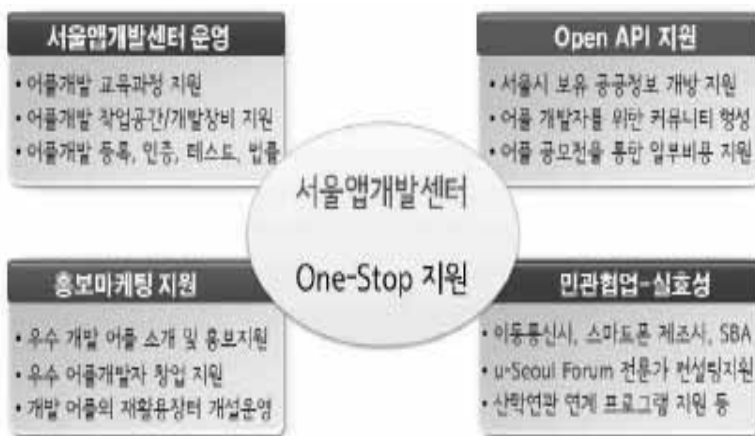 서울앱개발센터 운영
• 어플개발 교육과정 지원
• 어플개발 작업공간/개발장비 지원
• 어플개발 등록, 인증, 테스트, 법률
Open API 지원
• 서울시 보유 공공정보 개방 지원
• 어플 개발자를 위한 커뮤니티 형성
• 어플 공모전을 통한 일부비용 지원
서울앱개발센터
One-Stop 지원
홍보마케팅 지원
• 우수 개발 어플 소개 및 홍보지원
• 우수 어플개발자 창업 지원
• 개발 어플의 재활용장터 개설운영
민관협업-실효성
• 이동통신사, 스마트폰 제조사, SBA
• u-Seoul Forum 전문가 컨설팅지원
• 산학연관 연계 프로그램 지원 등